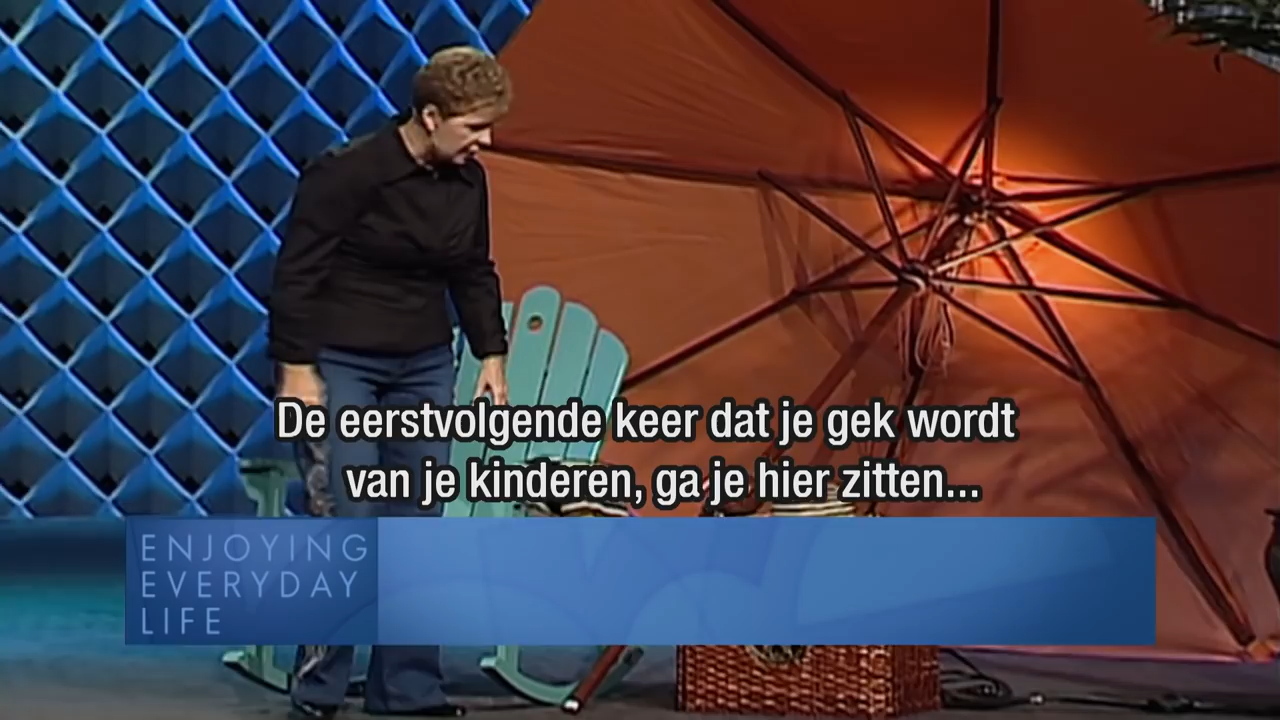 De eerstvolgende keer dat je gek wordt
van je kinderen, ga je hier zitten...
ENJOYING
EVERYDAY
LIFE